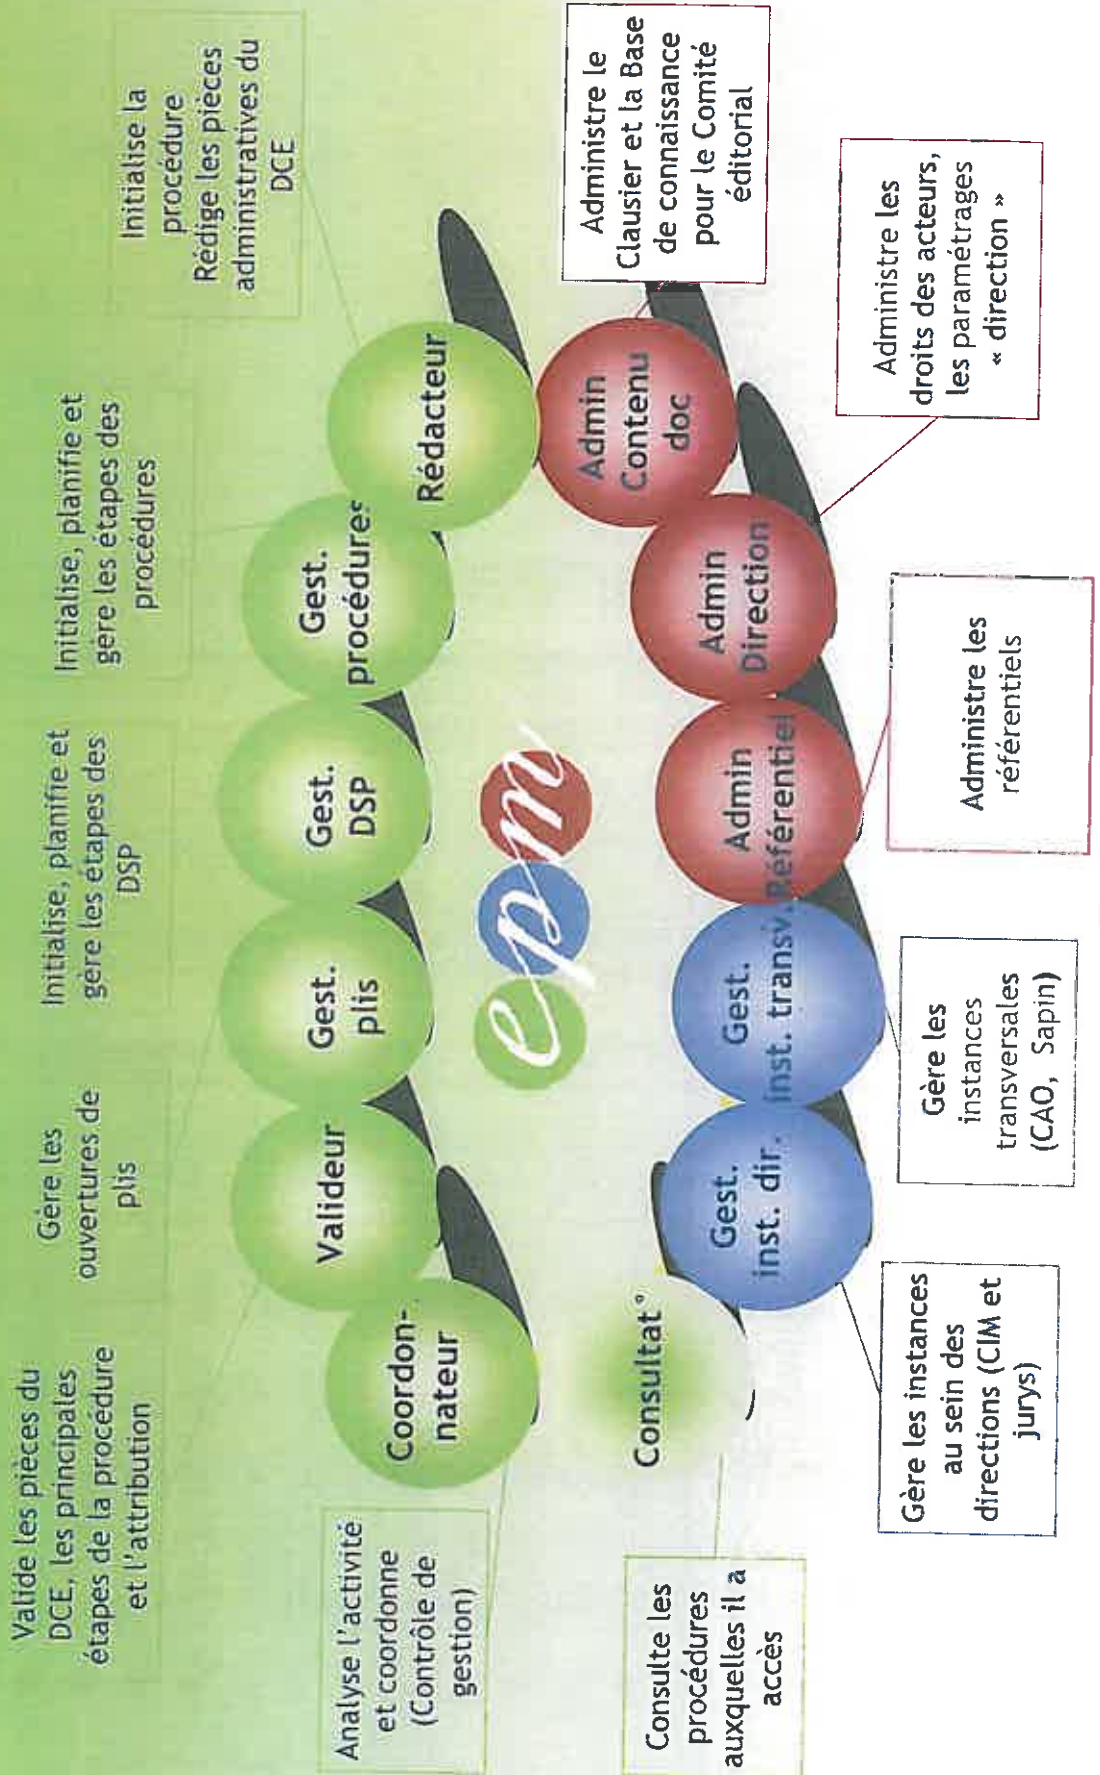 Valide les pièces du
DCE, les principales
étapes de la procédure
et l'attribution
Gère les
ouvertures de
plis
Initialise, planifie et
gère les étapes des
DSP
Initialise, planifie et
gère les étapes des
procédures
Initialise la
procédure
Rédige les pièces
administratives du
DCE
Analyse l'activité
et coordonne
(Contrôle de
gestion)
Coordon-
nateur
Valideur
Gest.
plis
Gest.
DSP
Gest.
procédures
Rédacteur
epm
Consultat°
Gest.
inst. dir.
Gest.
inst. transv.
Admin
Référentiel
Admin
Direction
Admin
Contenu
doc
Consulte les
procédures
auxquelles il a
accès
Gère les instances
au sein des
directions (CIM et
jurys)
Gère les
instances
transversales
(CAO, Sapin)
Administre les
référentiels
Administre les
droits des acteurs,
les paramétrages
« direction »
Administre le
Clausier et la Base
de connaissance
pour le Comité
éditorial